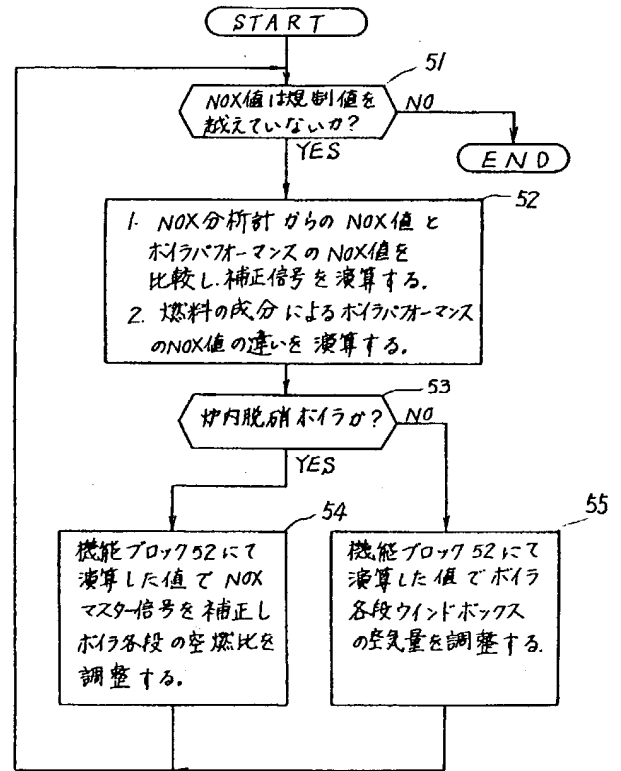 START
51
NOX値は規制値を
越えていないか?
NO
YES
END
52
1. NOX分析計からのNOX値と
ボイラパフォーマンスのNOX値を
比較し.補正信号を演算する。
2. 燃料の成分によるボイラパフォーマンス
のNOX値の違いを演算する。
53
炉内脱硝ボイラか?
NO
YES
54
機能ブロック52にて
演算した値でNOX
マスター信号を補正し
ボイラ各段の空燃比を
調整する。
55
機能ブロック52にて
演算した値でボイラ
各段ウインドボックス
の空気量を調整する.